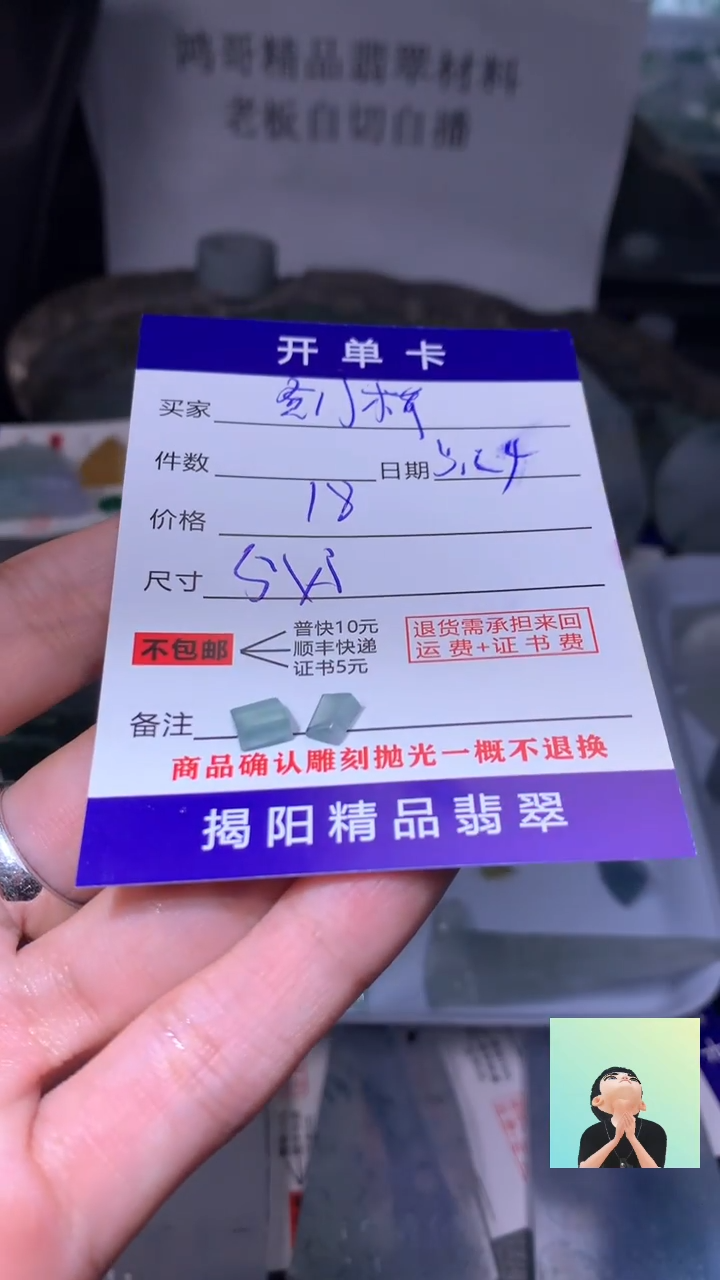 鸿哥精品翡翠材料
老板自切自播
开单卡
买家
件数 日期 5.24
价格 18
尺寸
不包邮
普快10元
顺丰快递
证书5元
退货需承担来回
运费+证书费
备注
商品确认雕刻抛光一概不退换
揭阳精品翡翠